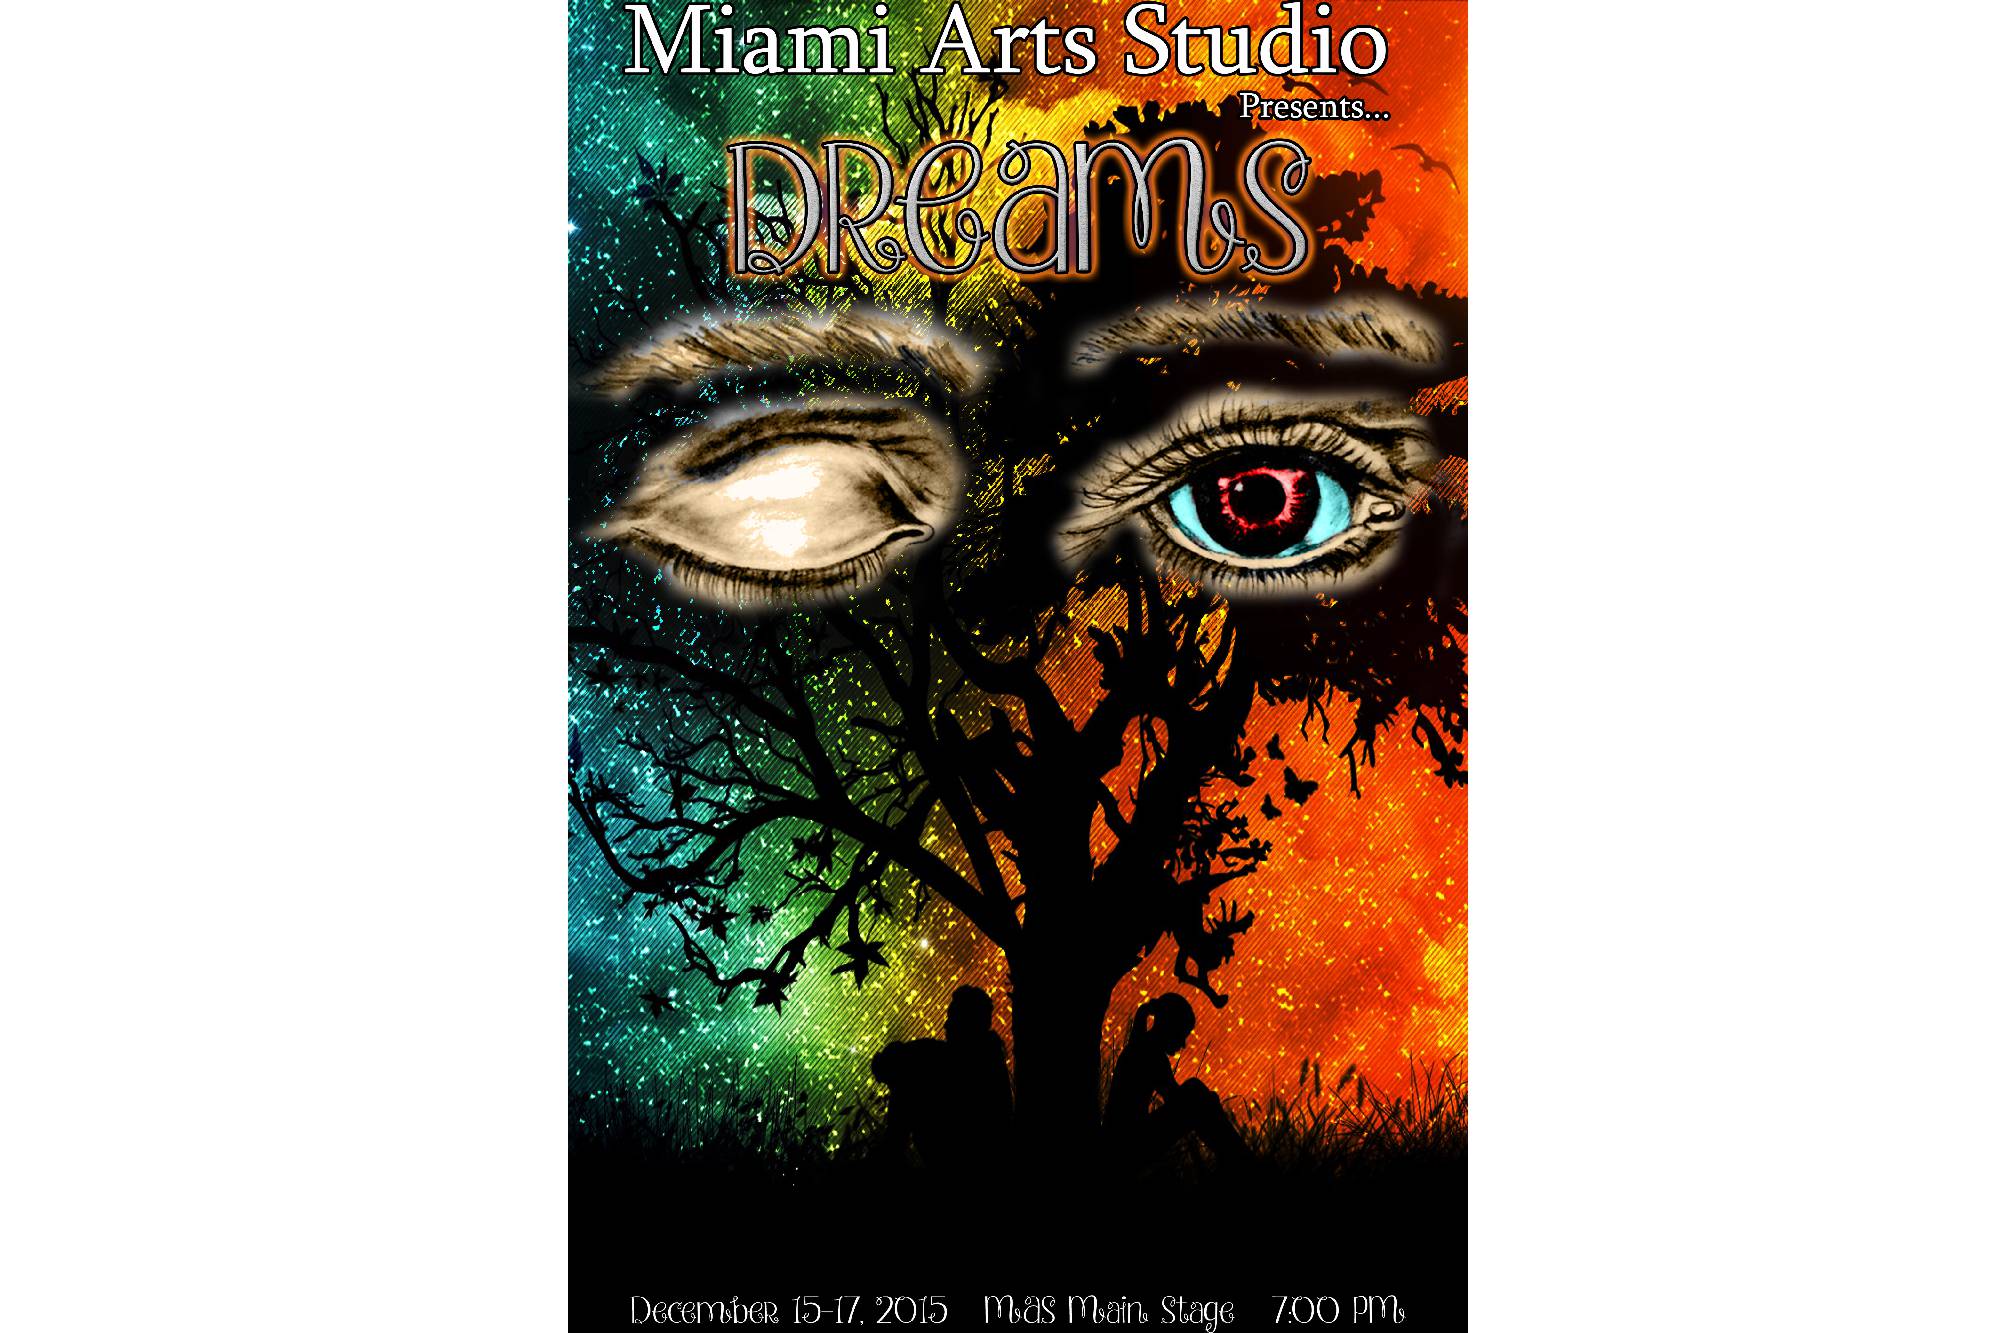 Miami Arts Studio
Presents...
DReams
December 15-17, 2015 MAS Main Stage 7:00 PM